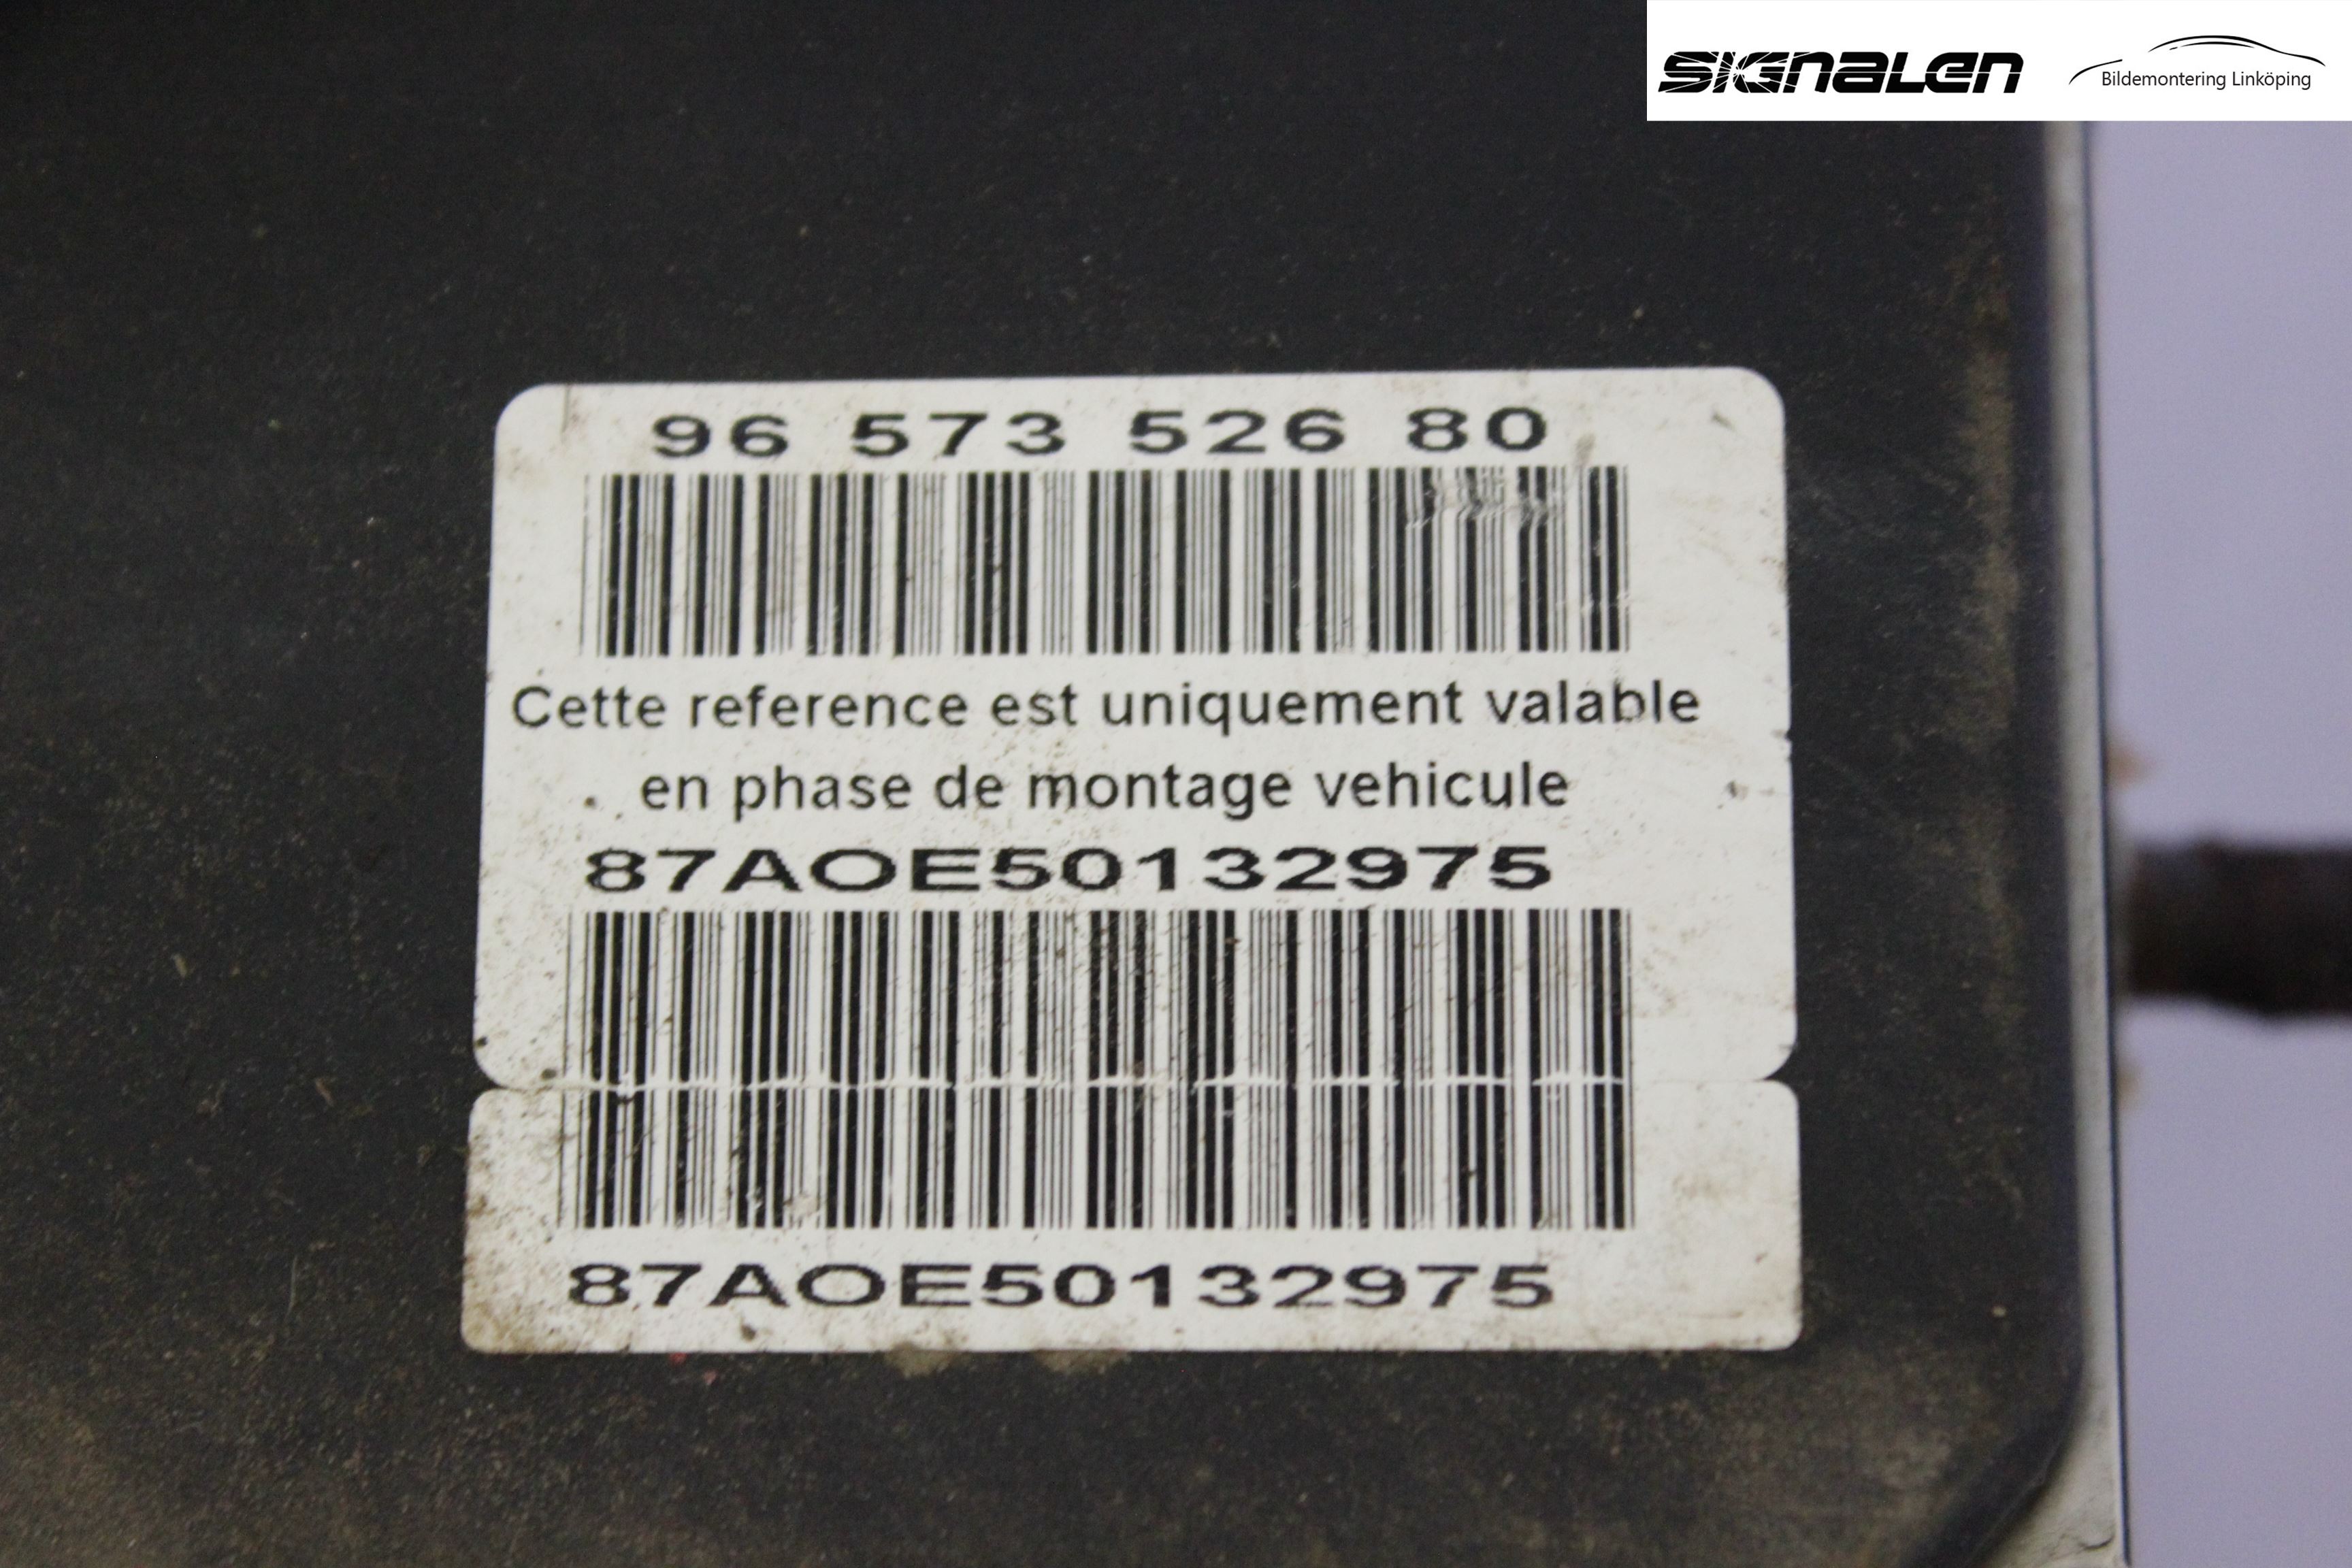 SIGNALEN
Bildemontering Linköping
96 573 526 80
Cette reference est uniquement valable
en phase de montage vehicule
87AOE50132975
87AOE50132975